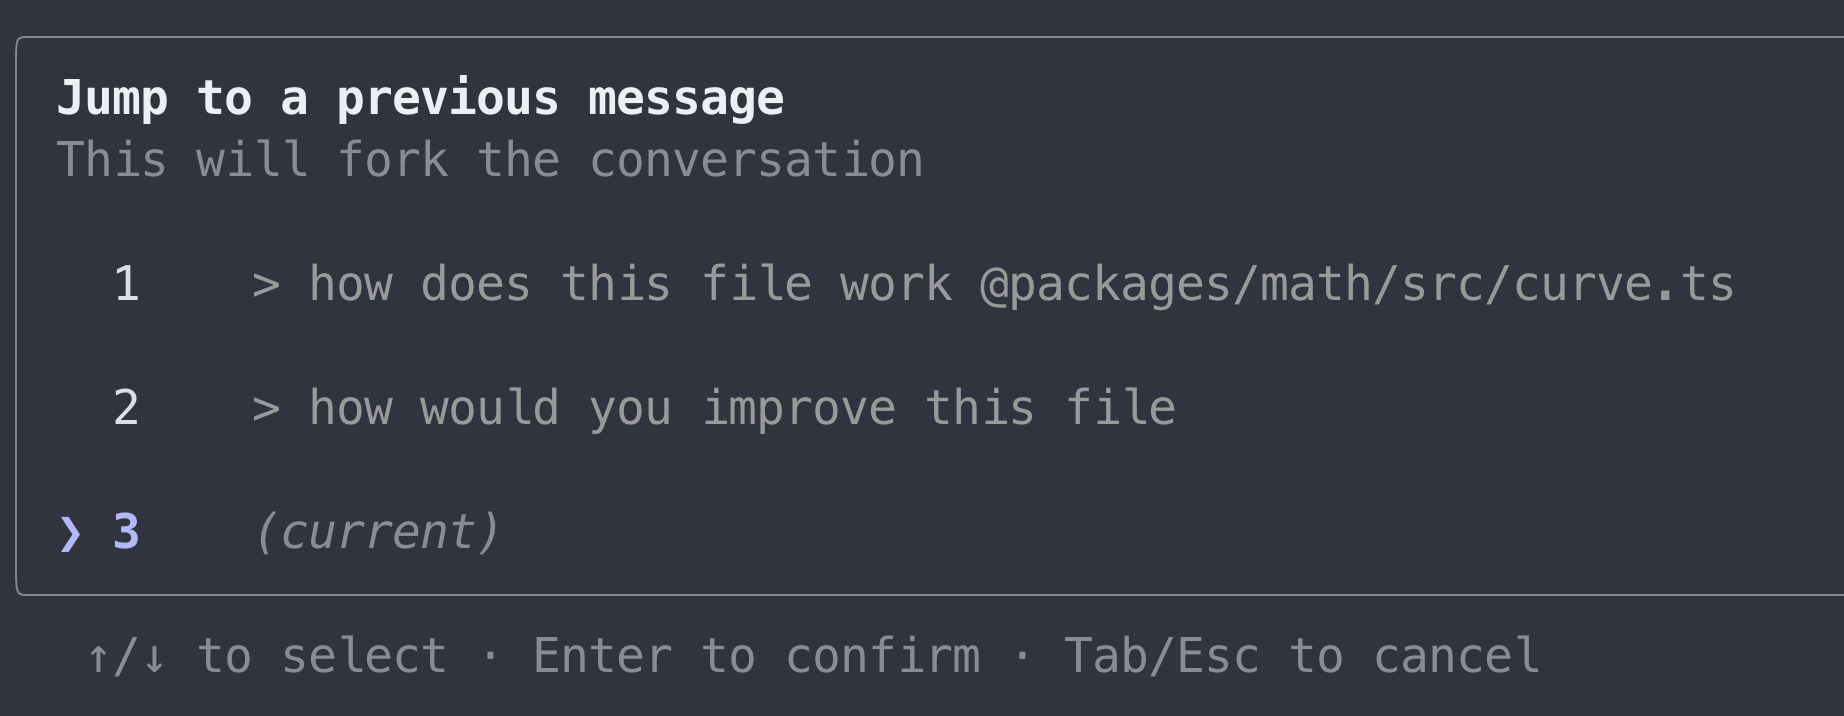 Jump to a previous message
This will fork the conversation
1 > how does this file work @packages/math/src/curve.ts
2 > how would you improve this file
❯ 3 (current)
↑/↓ to select · Enter to confirm · Tab/Esc to cancel